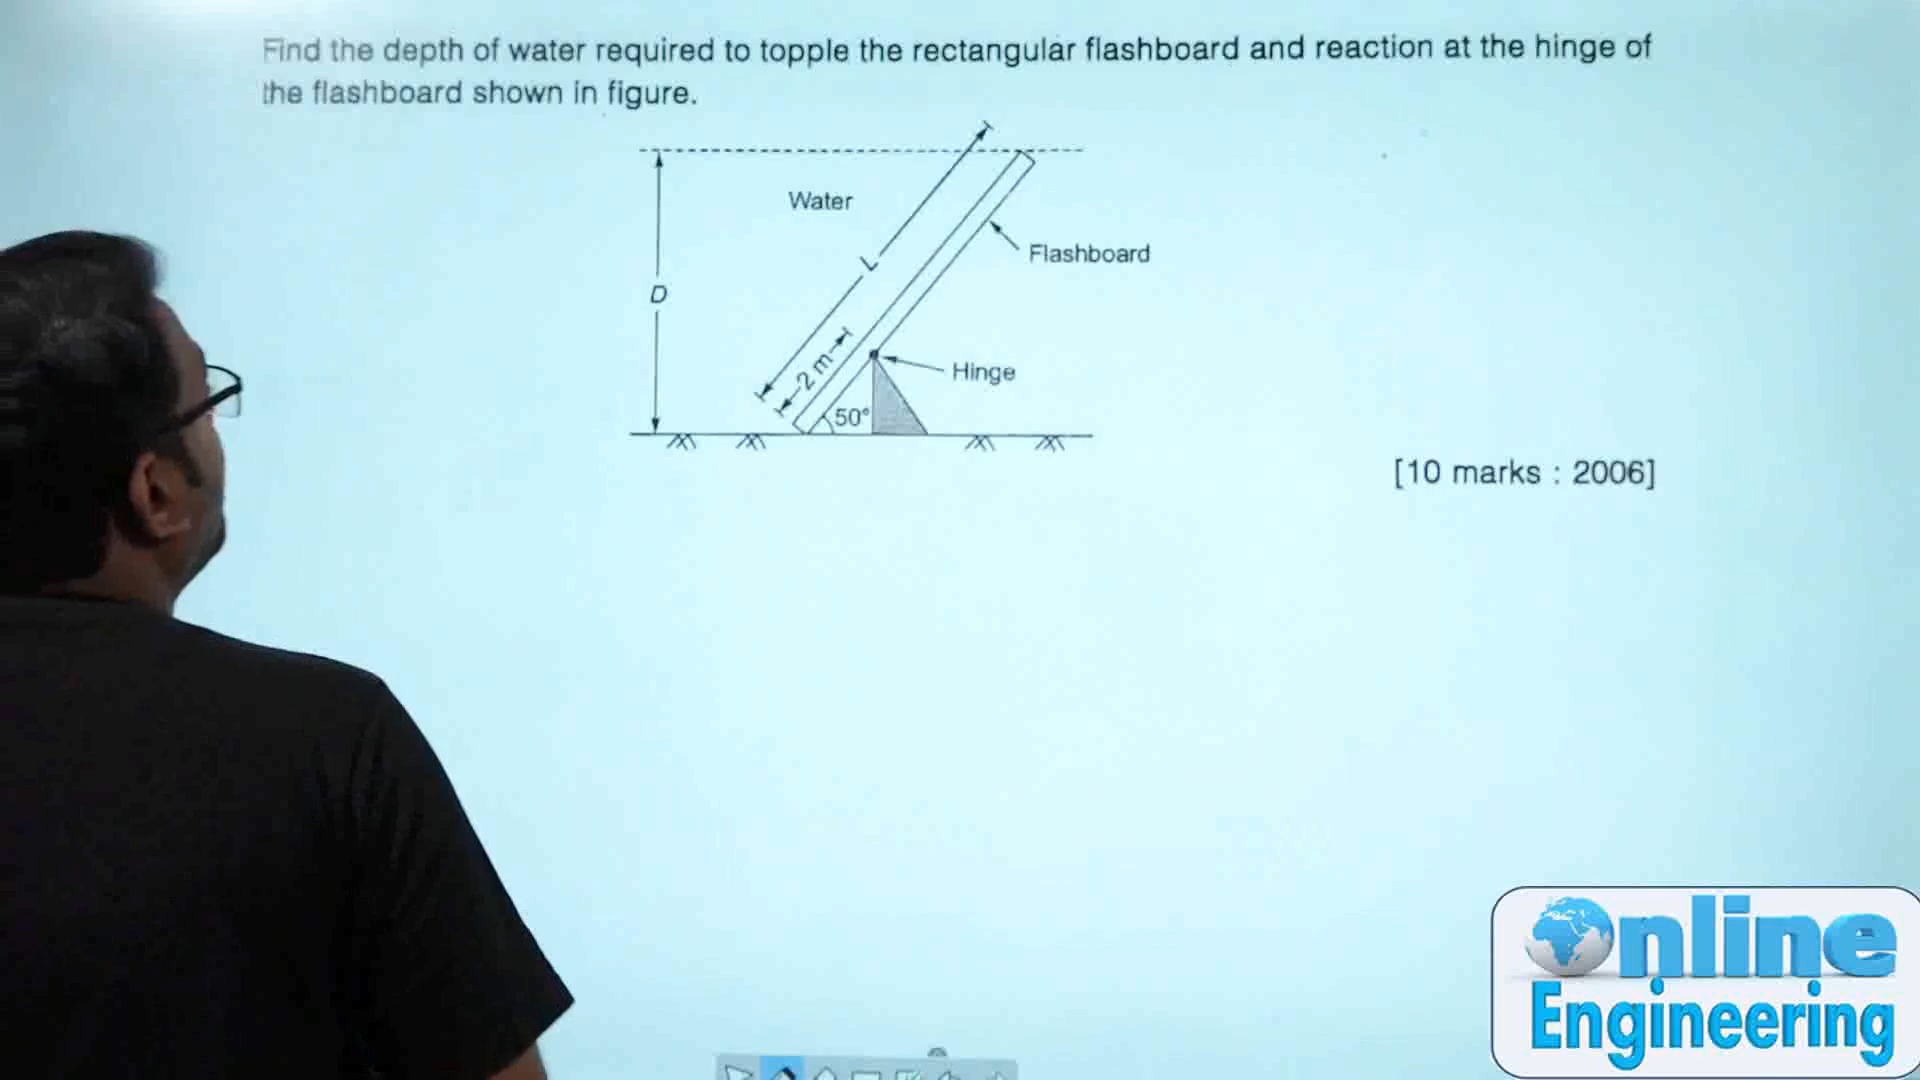 Find the depth of water required to topple the rectangular flashboard and reaction at the hinge of
the flashboard shown in figure.
Water
L
Flashboard
D
2 m
Hinge
50°
[10 marks : 2006]
Online
Engineering